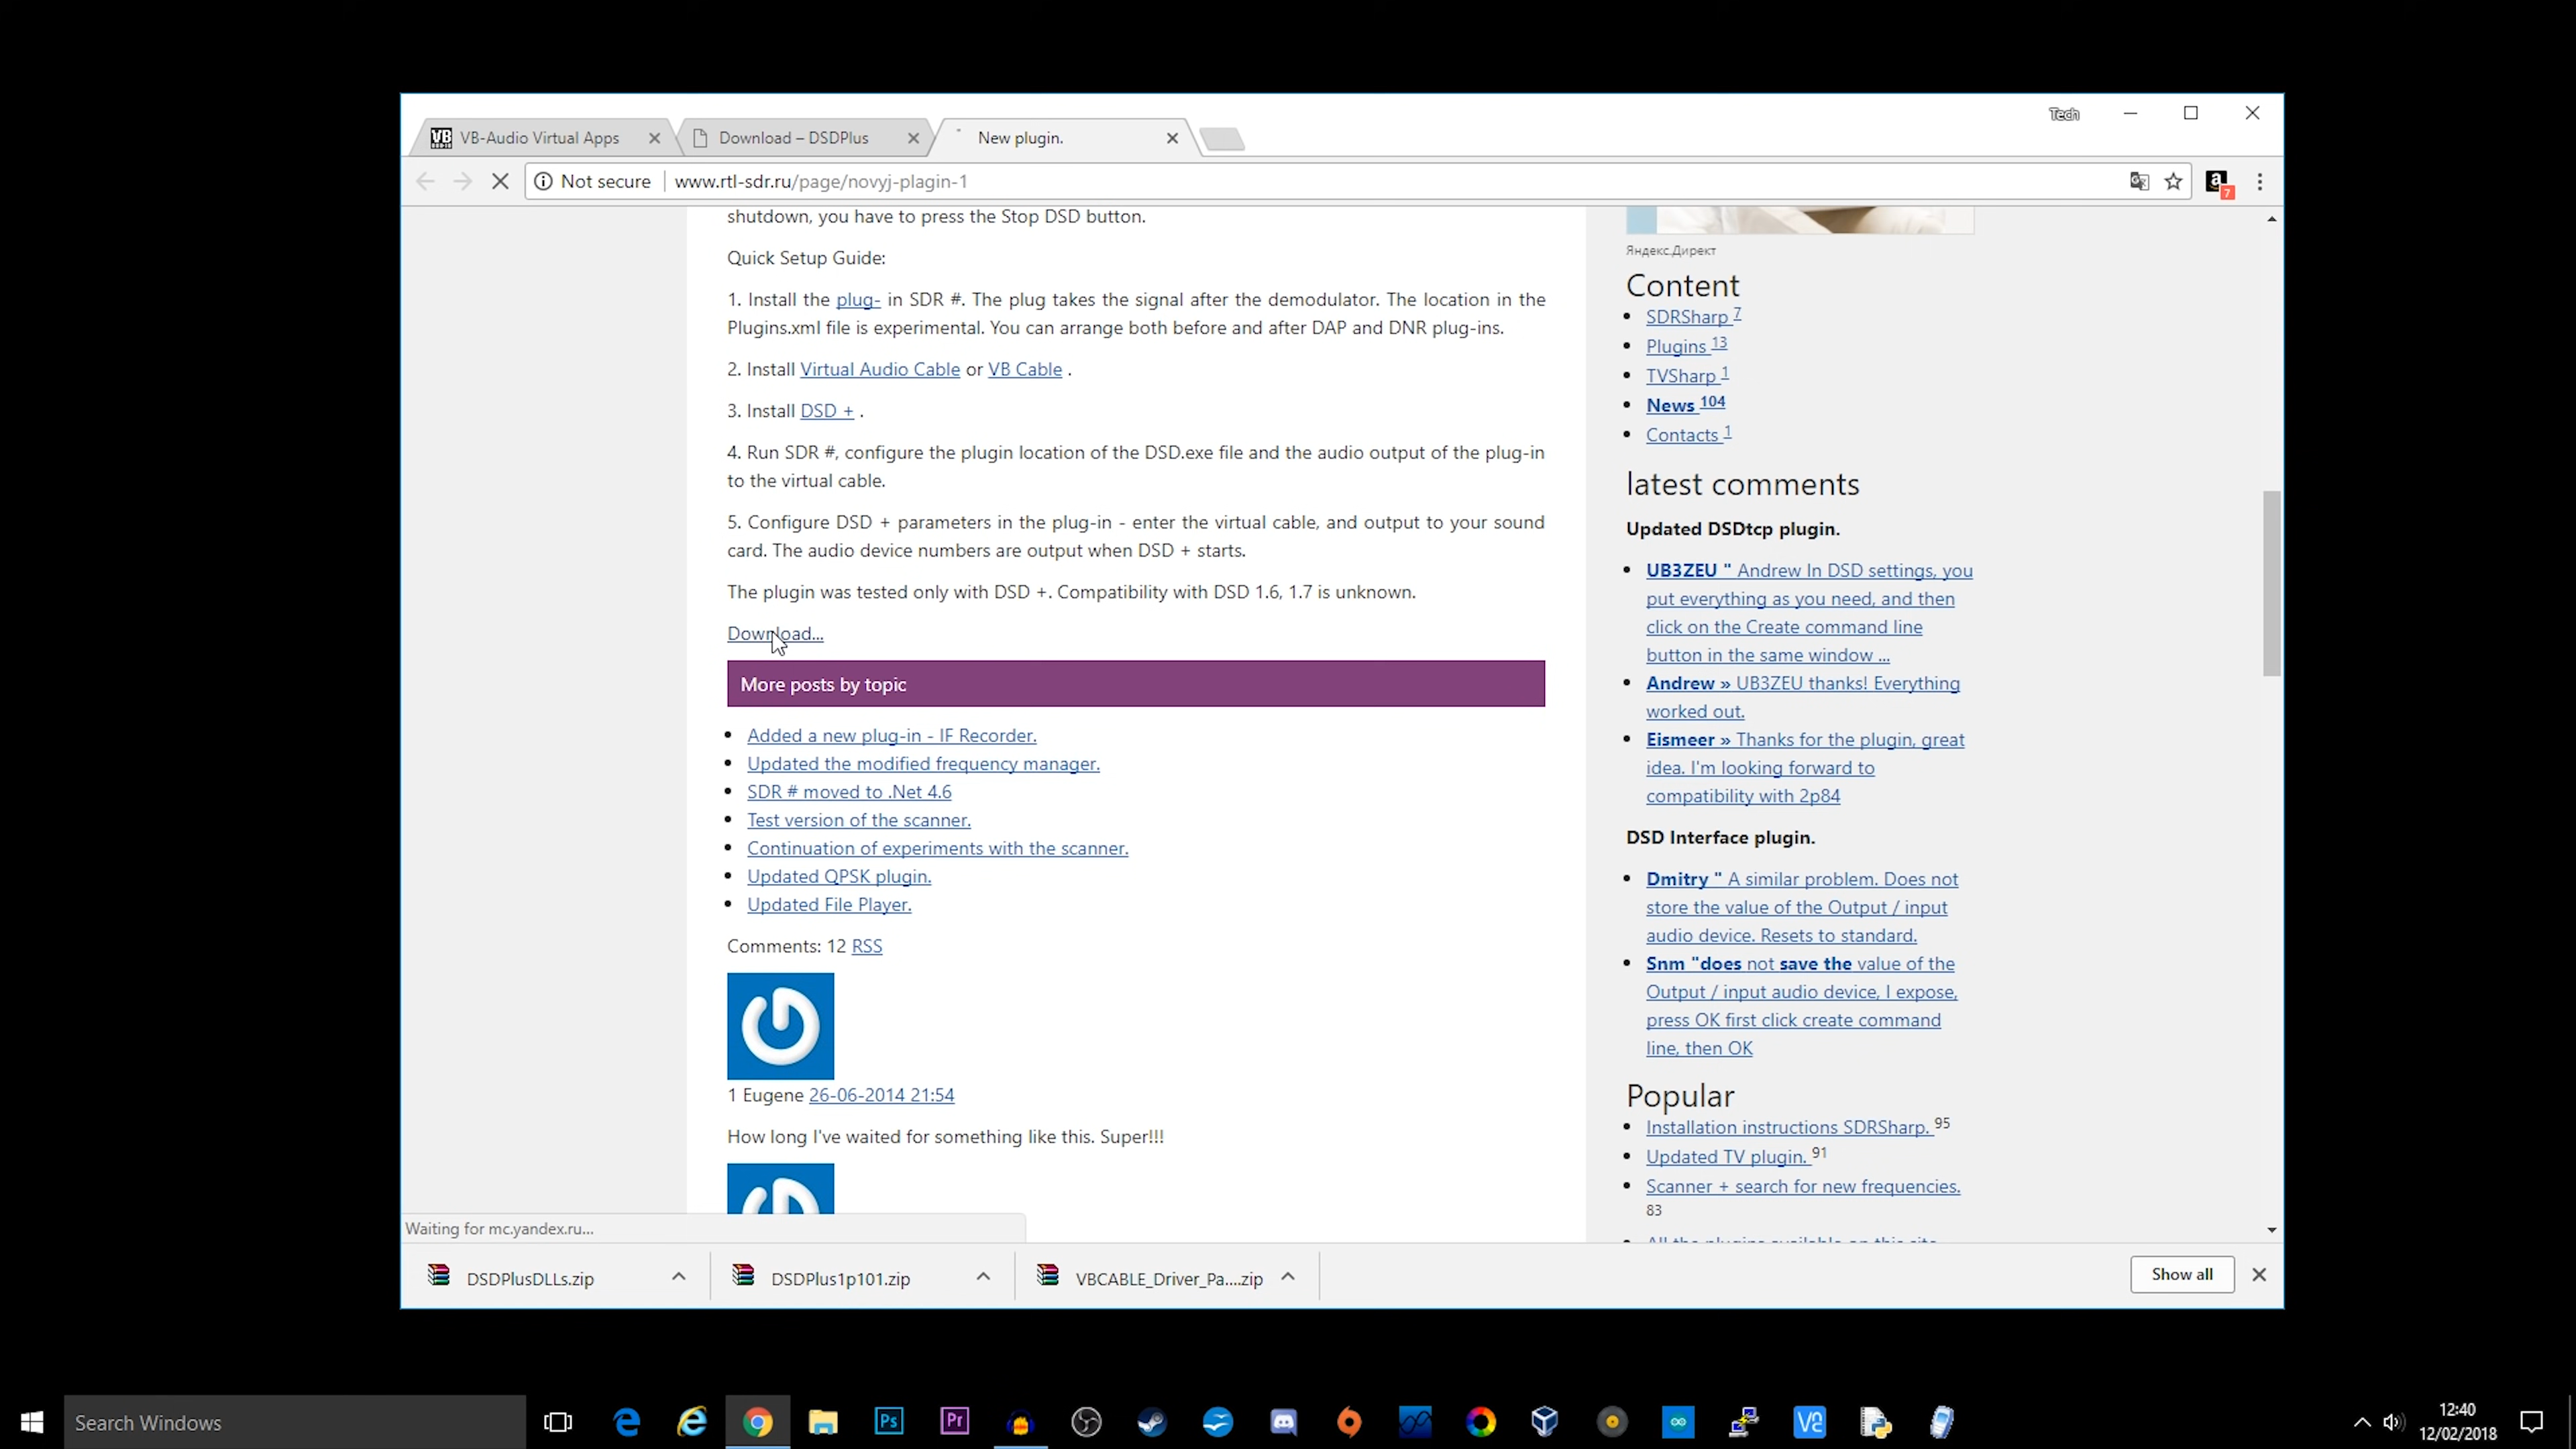 Tech
VB-Audio Virtual Apps
Download – DSDPlus
New plugin.
Not secure
www.rtl-sdr.ru/page/novyj-plagin-1
7
shutdown, you have to press the Stop DSD button.
Quick Setup Guide:
1. Install the plug- in SDR #. The plug takes the signal after the demodulator. The location in the
Plugins.xml file is experimental. You can arrange both before and after DAP and DNR plug-ins.
2. Install Virtual Audio Cable or VB Cable .
3. Install DSD + .
4. Run SDR #, configure the plugin location of the DSD.exe file and the audio output of the plug-in
to the virtual cable.
5. Configure DSD + parameters in the plug-in - enter the virtual cable, and output to your sound
card. The audio device numbers are output when DSD + starts.
The plugin was tested only with DSD +. Compatibility with DSD 1.6, 1.7 is unknown.
Download...
More posts by topic
Added a new plug-in - IF Recorder.
Updated the modified frequency manager.
SDR # moved to .Net 4.6
Test version of the scanner.
Continuation of experiments with the scanner.
Updated QPSK plugin.
Updated File Player.
Comments: 12 RSS
1 Eugene 26-06-2014 21:54
How long I've waited for something like this. Super!!!
Яндекс.Директ
Content
SDRSharp 7
Plugins 13
TVSharp 1
News 104
Contacts 1
latest comments
Updated DSDtcp plugin.
UB3ZEU " Andrew In DSD settings, you
put everything as you need, and then
click on the Create command line
button in the same window ...
Andrew » UB3ZEU thanks! Everything
worked out.
Eismeer » Thanks for the plugin, great
idea. I'm looking forward to
compatibility with 2p84
DSD Interface plugin.
Dmitry " A similar problem. Does not
store the value of the Output / input
audio device. Resets to standard.
Snm "does not save the value of the
Output / input audio device, I expose,
press OK first click create command
line, then OK
Popular
Installation instructions SDRSharp. 95
Updated TV plugin. 91
Scanner + search for new frequencies.
83
All the plugins available on this site
Waiting for mc.yandex.ru...
DSDPlusDLLs.zip
DSDPlus1p101.zip
VBCABLE_Driver_Pa....zip
Show all
Search Windows
Ps
Pr
12:40
12/02/2018